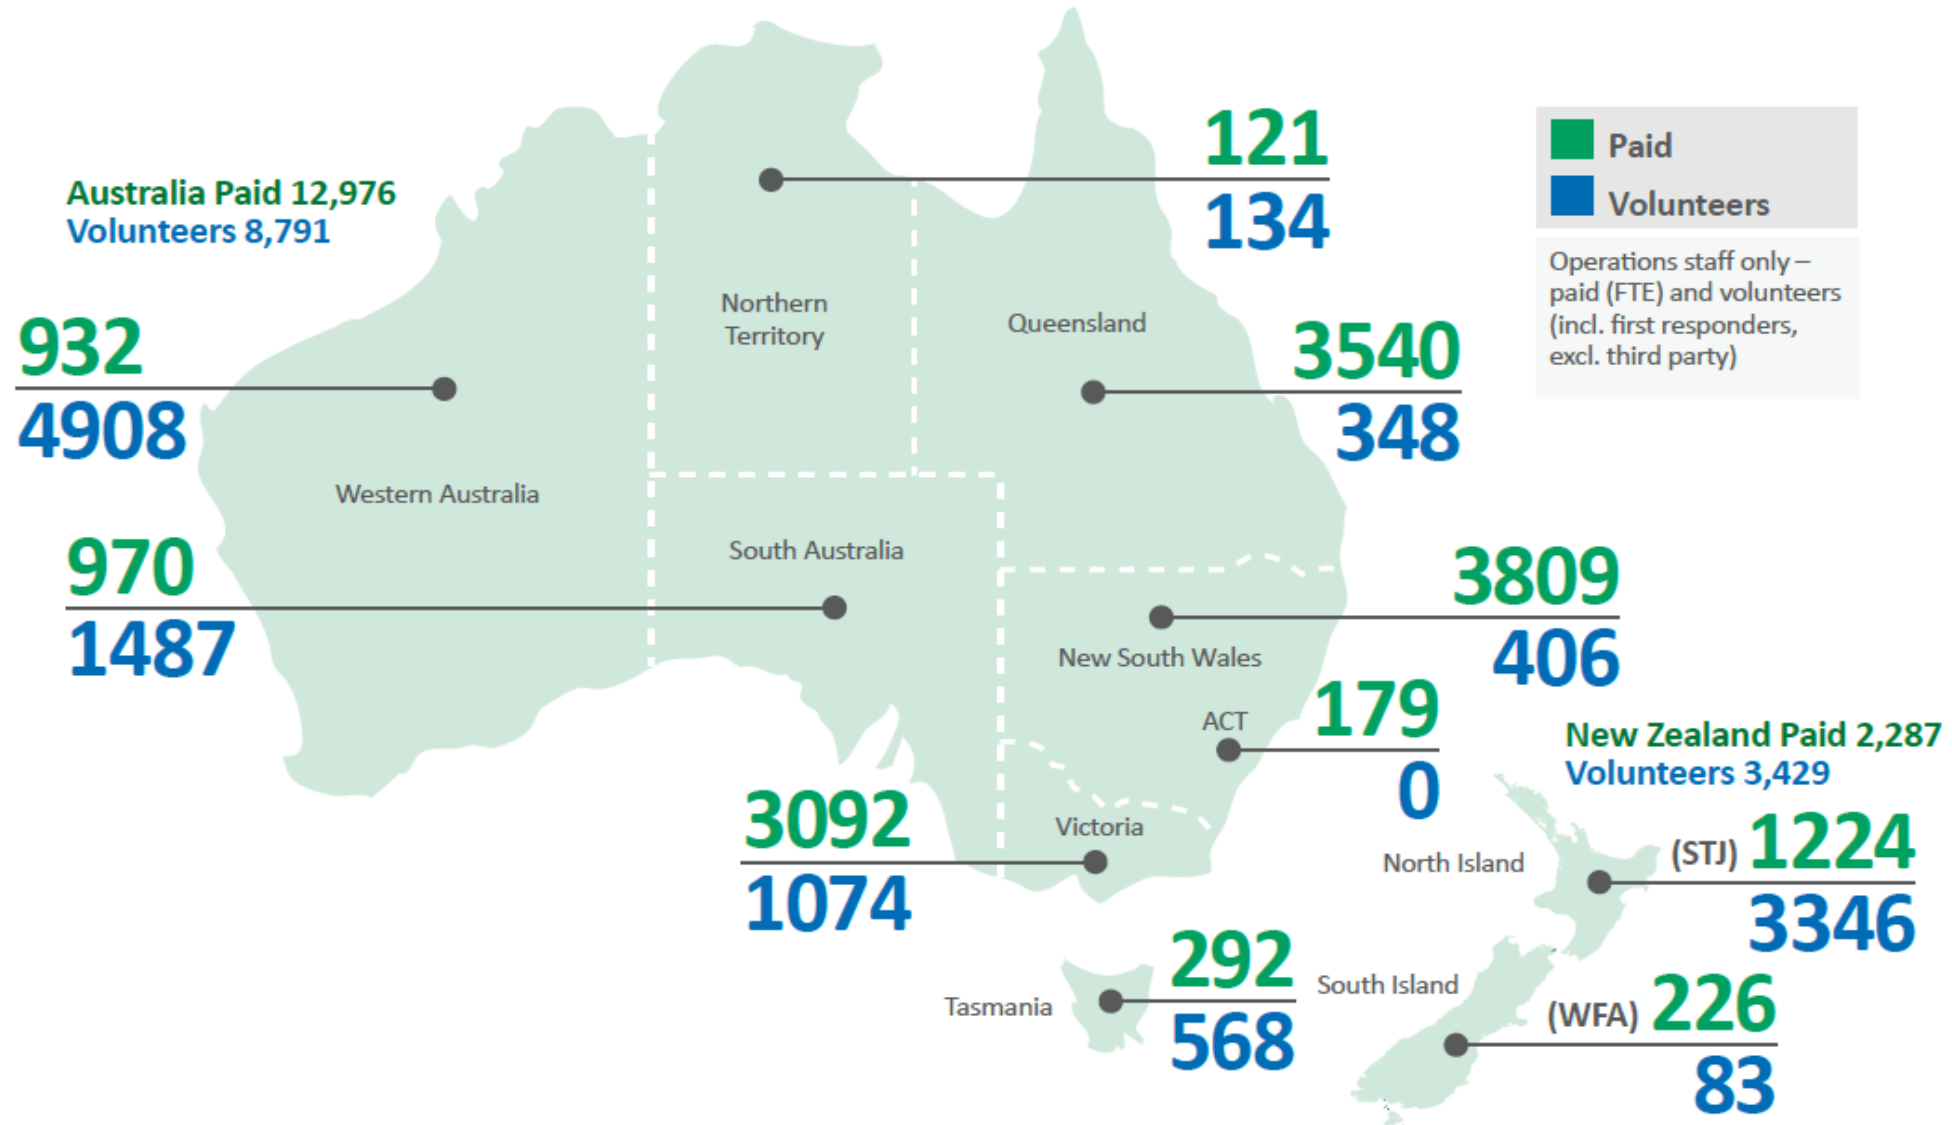 121
134
Paid
Volunteers
Australia Paid 12,976
Volunteers 8,791
Operations staff only –
paid (FTE) and volunteers
(incl. first responders,
excl. third party)
Northern
Territory
Queensland
932
4908
3540
348
Western Australia
South Australia
970
1487
3809
406
New South Wales
ACT
179
0
New Zealand Paid 2,287
Volunteers 3,429
3092
1074
Victoria
North Island
(STJ) 1224
3346
Tasmania
292
568
South Island
(WFA) 226
83